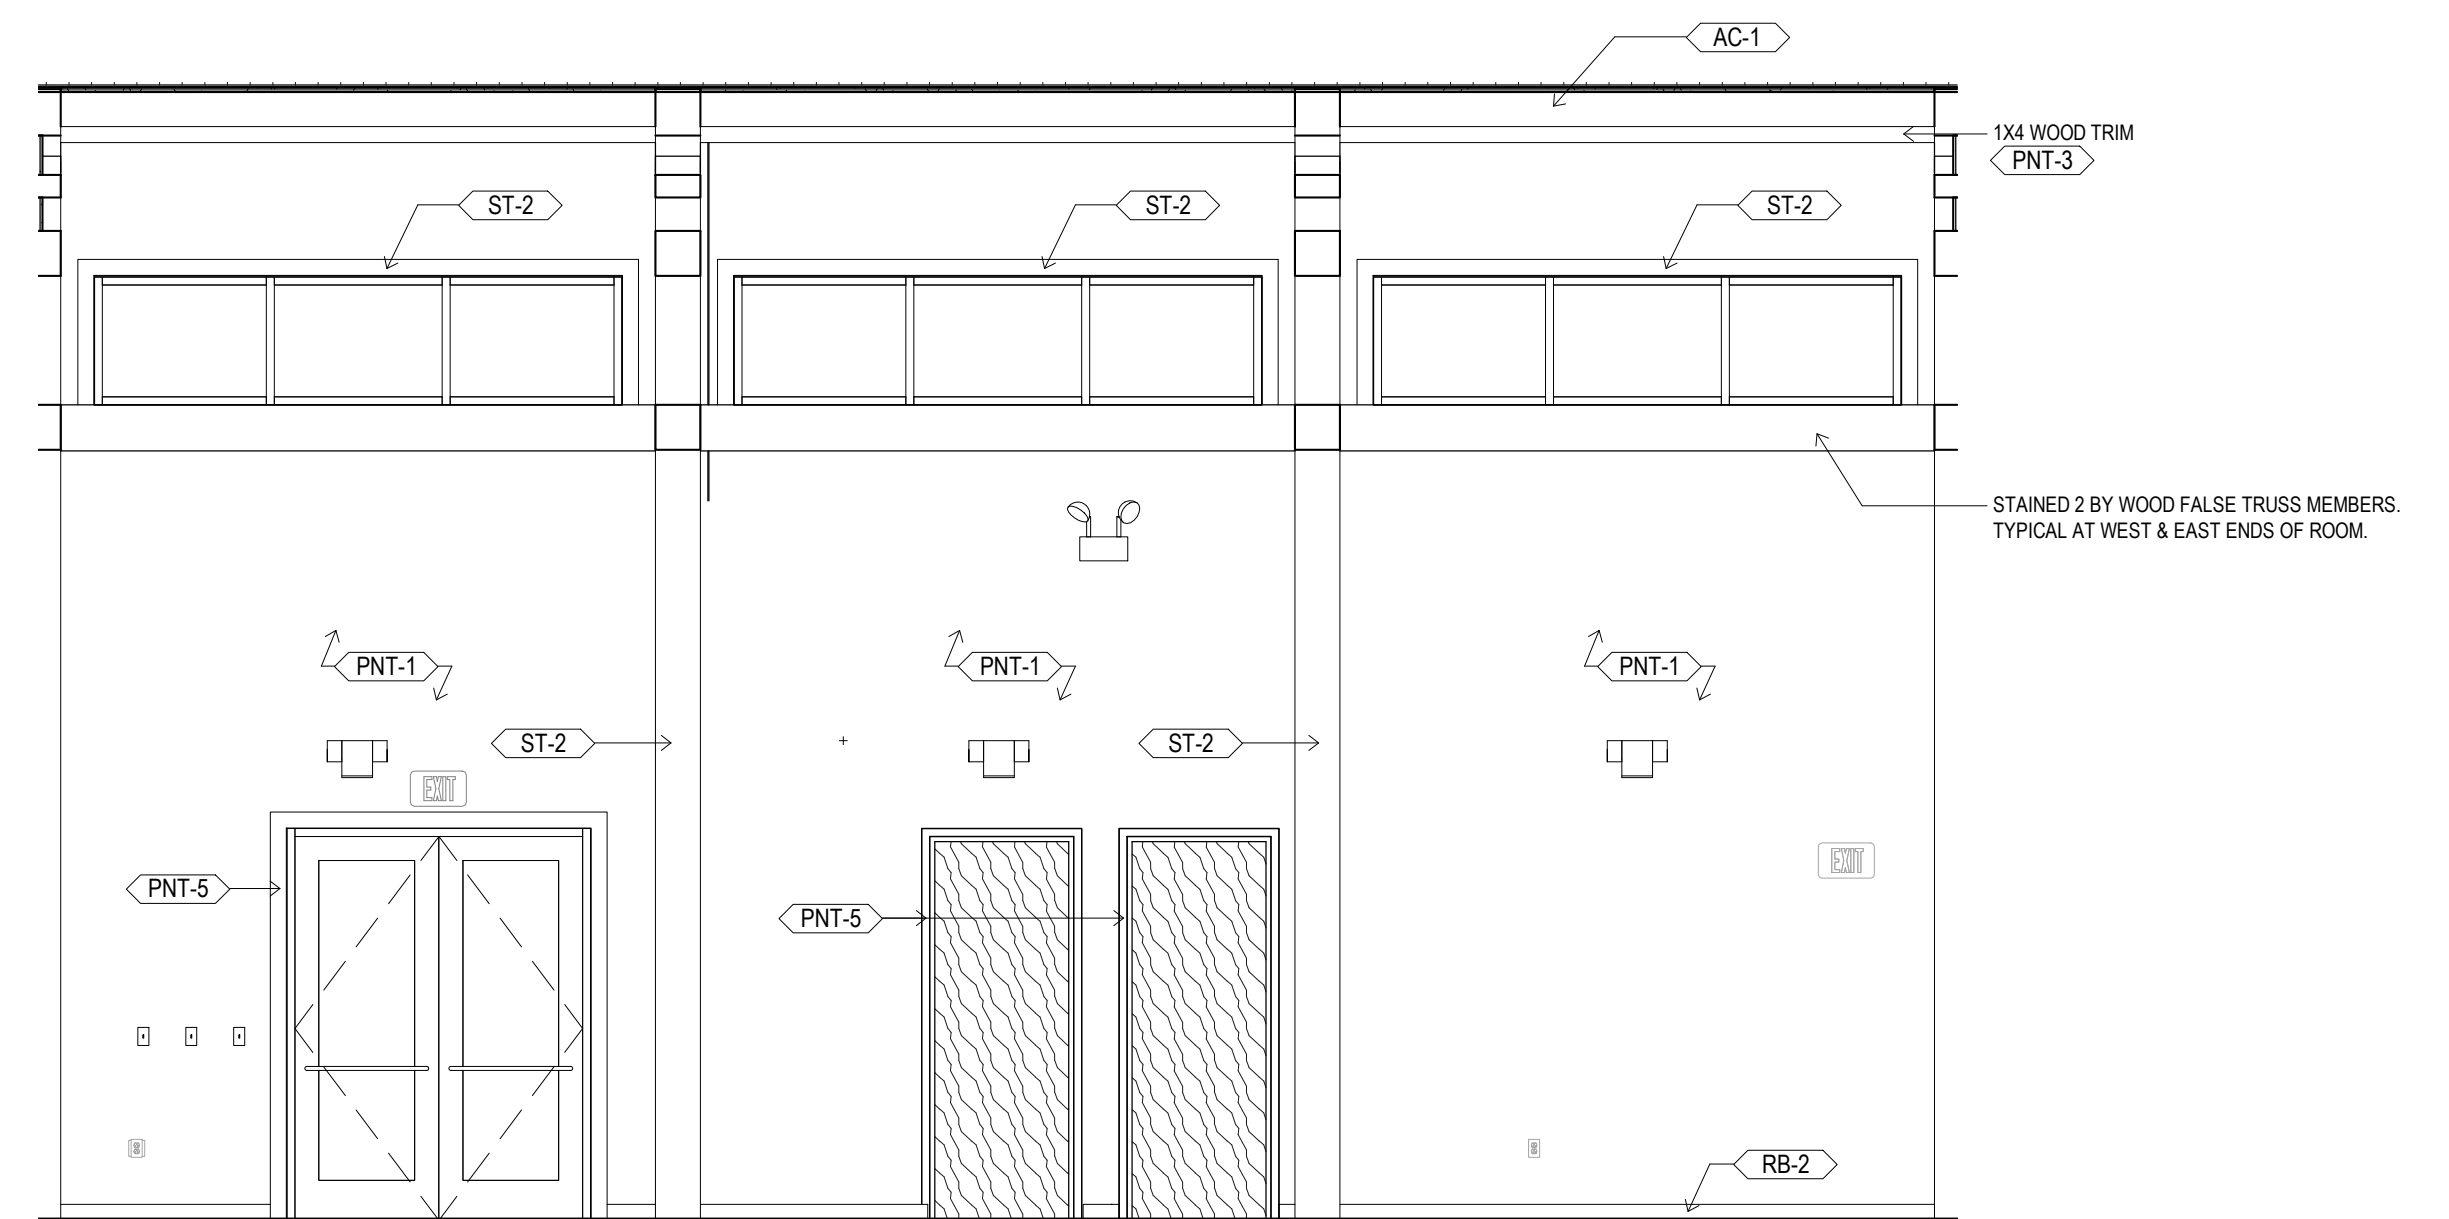 AC-1
1X4 WOOD TRIM
PNT-3
ST-2
ST-2
ST-2
STAINED 2 BY WOOD FALSE TRUSS MEMBERS.
TYPICAL AT WEST & EAST ENDS OF ROOM.
PNT-1
PNT-1
PNT-1
ST-2
ST-2
EXIT
EXIT
PNT-5
PNT-5
RB-2